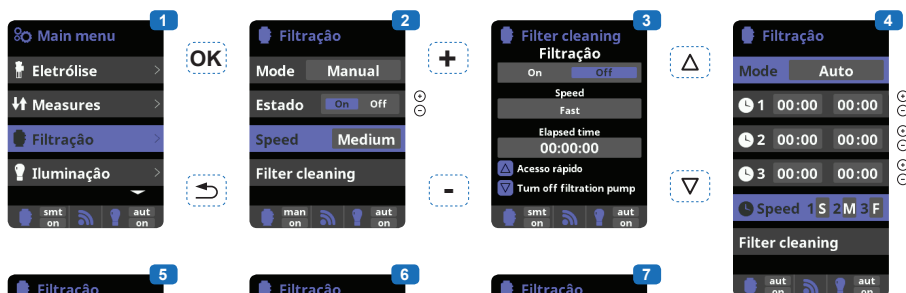 1
Main menu
Eletrólise
Measures
Filtração
Iluminação
smt
on
aut
on
OK
2
Filtração
Mode Manual
Estado On Off
Speed Medium
Filter cleaning
man
on
aut
on
+
-
3
Filter cleaning
Filtração
On Off
Speed
Fast
Elapsed time
00:00:00
Acesso rápido
Turn off filtration pump
smt
on
aut
on
4
Filtração
Mode Auto
1 00:00 00:00
2 00:00 00:00
3 00:00 00:00
Speed 1 S 2 M 3 F
Filter cleaning
aut
on
aut
on
5
Filtração
6
Filtração
7
Filtração